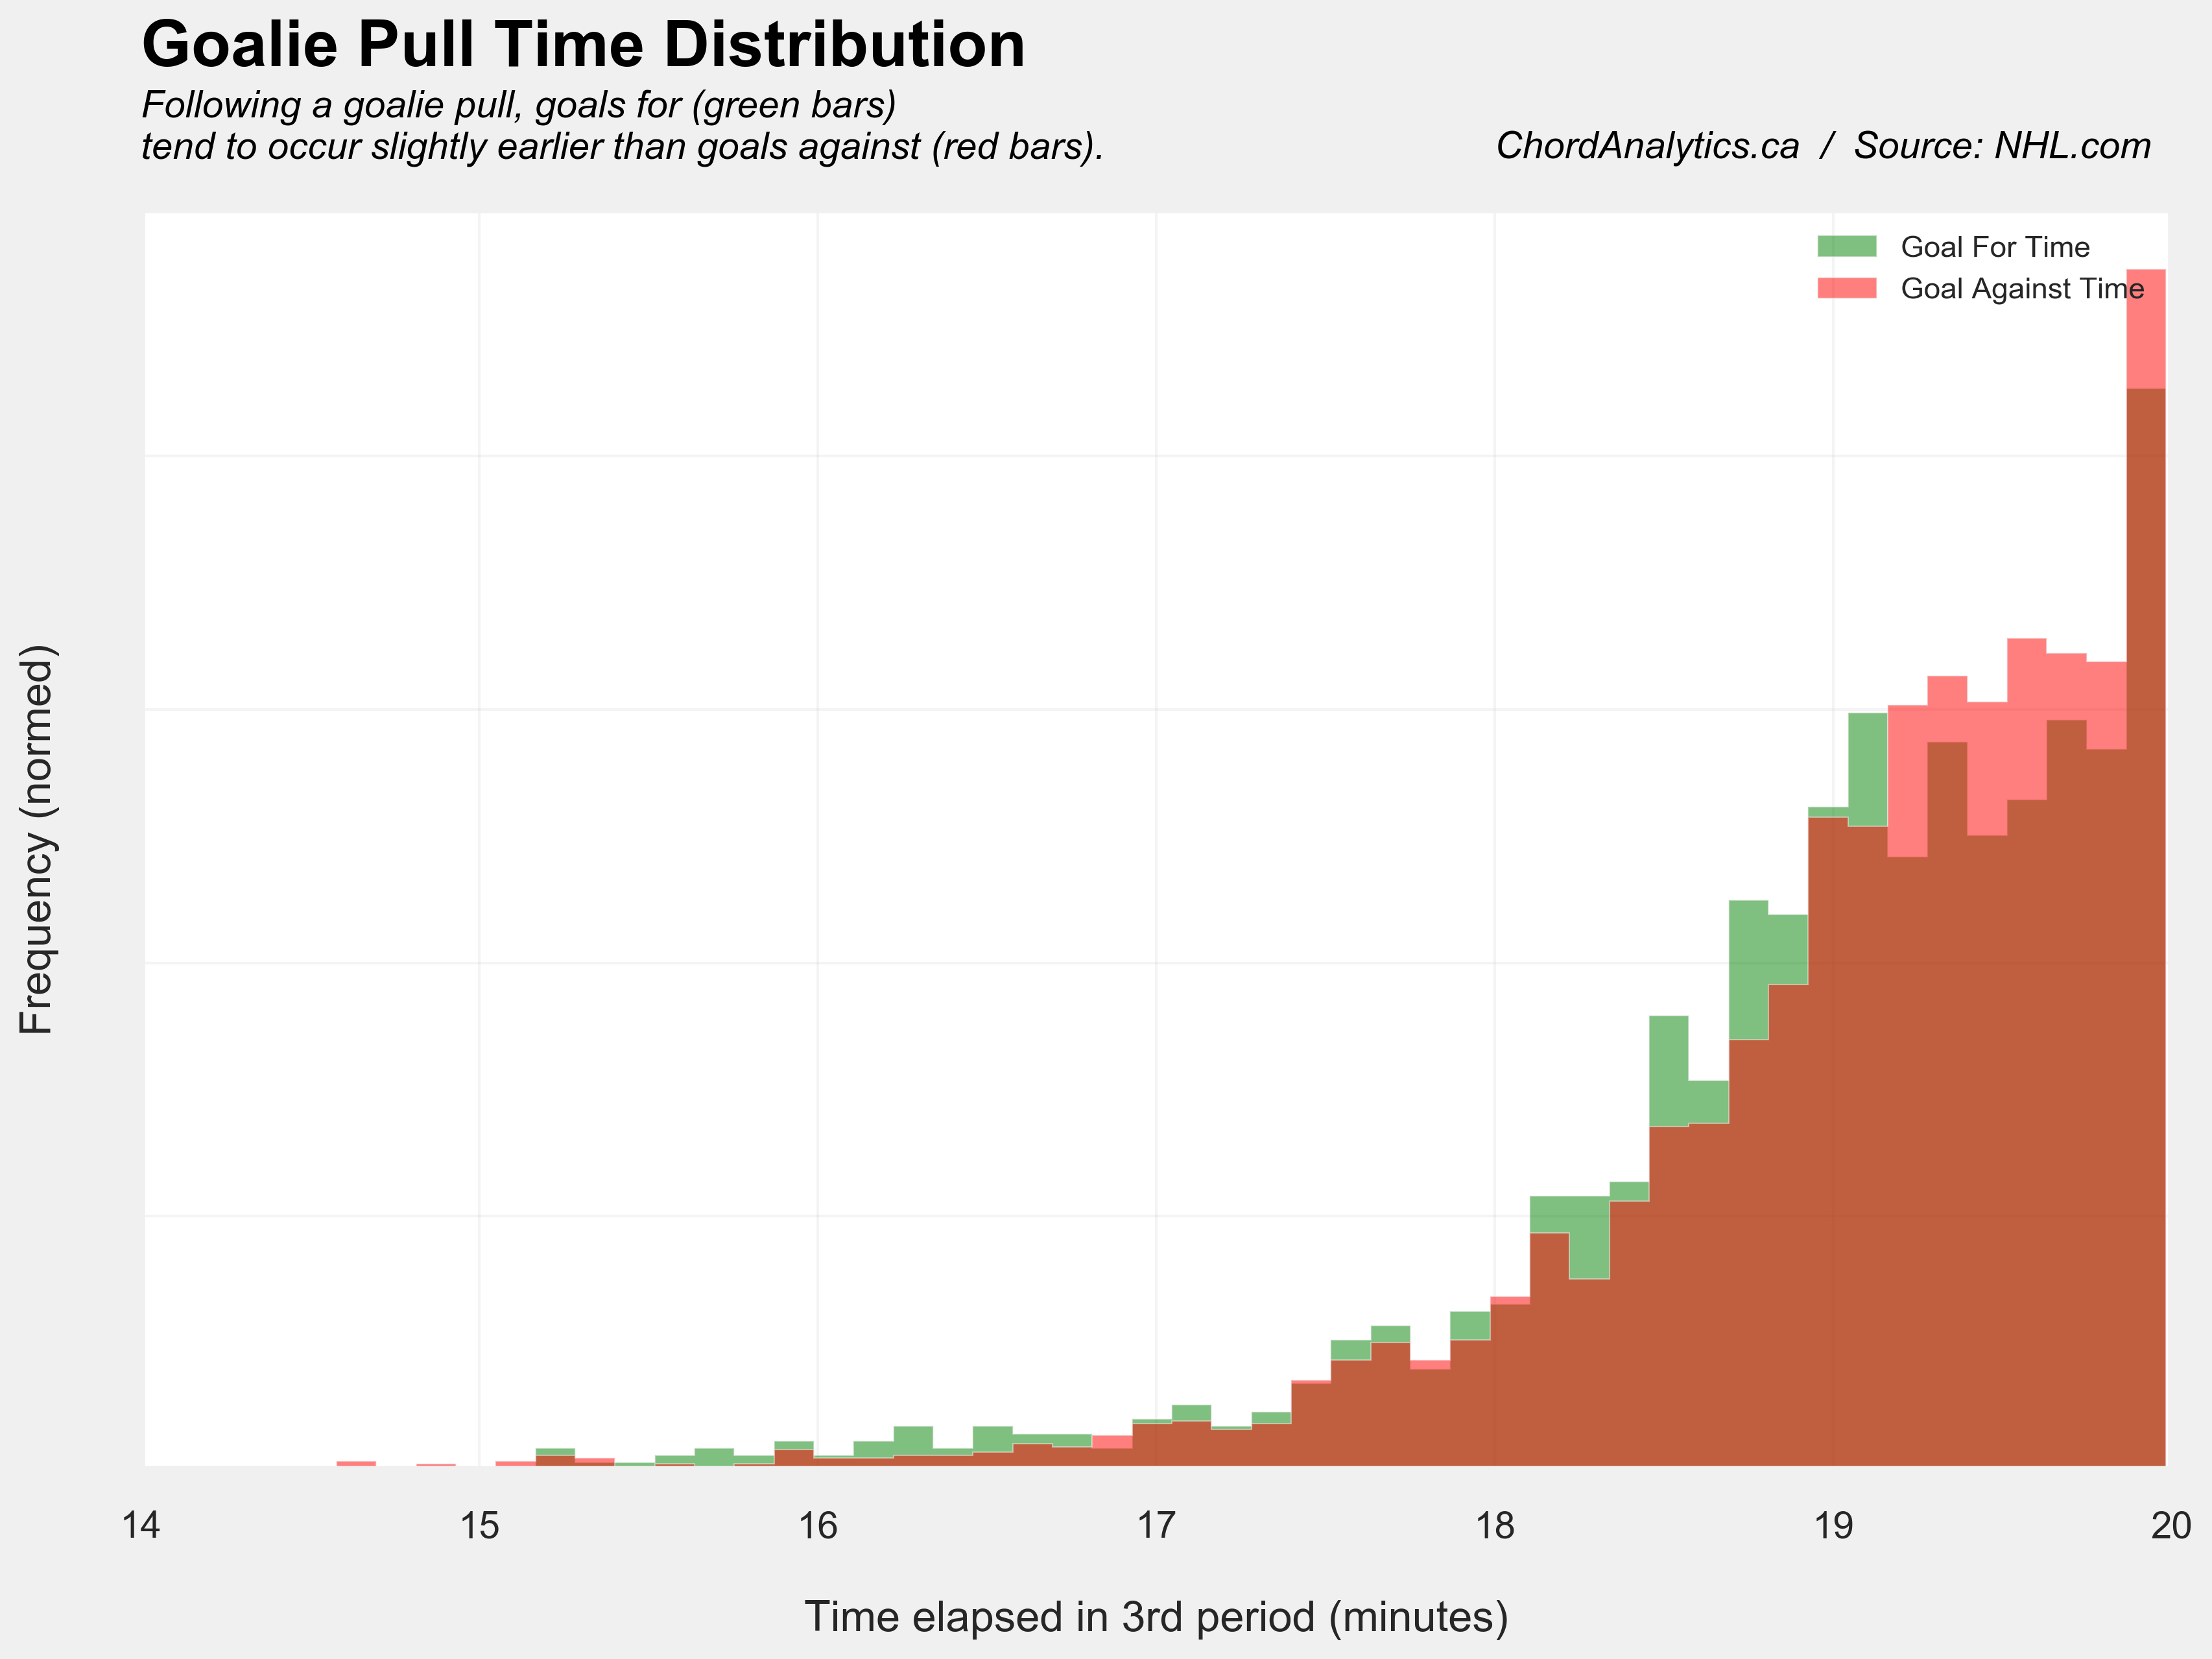 Goalie Pull Time Distribution
Following a goalie pull, goals for (green bars)
tend to occur slightly earlier than goals against (red bars).
ChordAnalytics.ca / Source: NHL.com
Goal For Time
Goal Against Time
Frequency (normed)
14 15 16 17 18 19 20
Time elapsed in 3rd period (minutes)